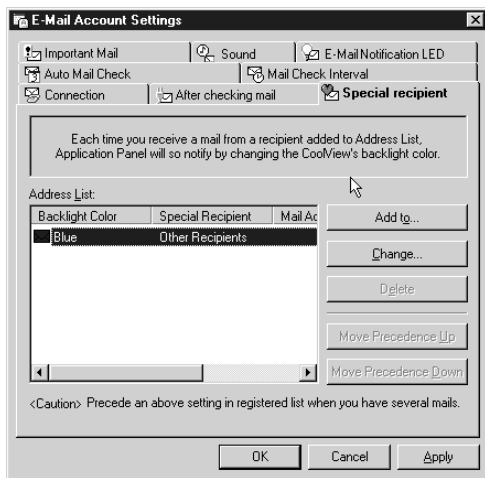 E-Mail Account Settings
Important Mail
Sound
E-Mail Notification LED
Auto Mail Check
Mail Check Interval
Connection
After checking mail
Special recipient
Each time you receive a mail from a recipient added to Address List,
Application Panel will so notify by changing the CoolView's backlight color.
Address List:
Backlight Color Special Recipient Mail Ac
Blue Other Recipients
Add to...
Change...
Delete
Move Precedence Up
Move Precedence Down
<Caution> Precede an above setting in registered list when you have several mails.
OK Cancel Apply